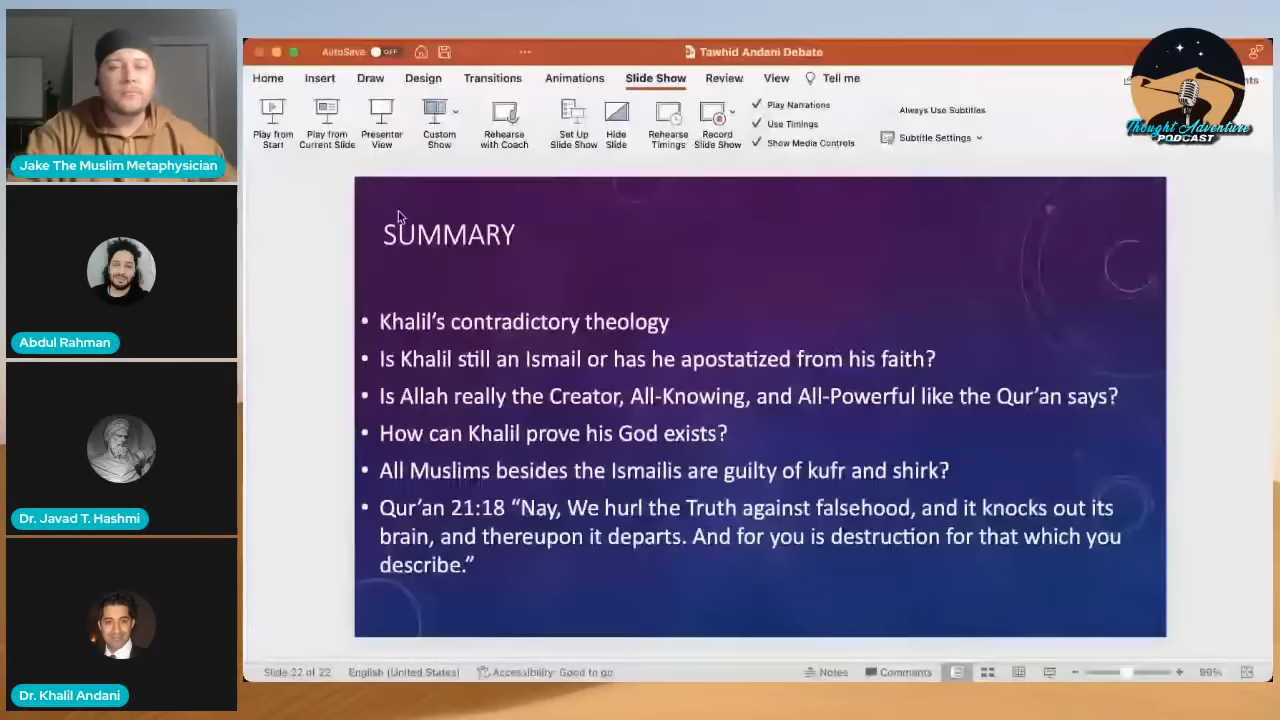 Jake The Muslim Metaphysician
Abdul Rahman
Dr. Javad T. Hashmi
Dr. Khalil Andani
AutoSave OFF
Tawhid Andani Debate
Home Insert Draw Design Transitions Animations Slide Show Review View Tell me
Play from Start
Play from Current Slide
Presenter View
Custom Show
Rehearse with Coach
Set Up Slide Show
Hide Slide
Rehearse Timings
Record Slide Show
Play Narrations
Use Timings
Show Media Controls
Always Use Subtitles
Subtitle Settings
Thought Adventure
PODCAST
SUMMARY
• Khalil’s contradictory theology
• Is Khalil still an Ismail or has he apostatized from his faith?
• Is Allah really the Creator, All-Knowing, and All-Powerful like the Qur’an says?
• How can Khalil prove his God exists?
• All Muslims besides the Ismailis are guilty of kufr and shirk?
• Qur’an 21:18 “Nay, We hurl the Truth against falsehood, and it knocks out its
brain, and thereupon it departs. And for you is destruction for that which you
describe.”
Slide 22 of 22 English (United States) Accessibility: Good to go Notes Comments 99%